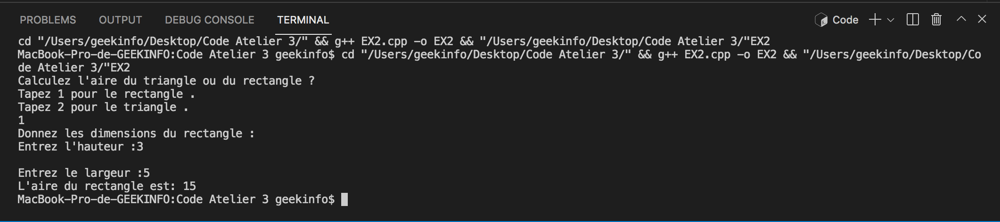 PROBLEMS OUTPUT DEBUG CONSOLE TERMINAL Code
cd "/Users/geekinfo/Desktop/Code Atelier 3/" && g++ EX2.cpp -o EX2 && "/Users/geekinfo/Desktop/Code Atelier 3/"EX2
MacBook-Pro-de-GEEKINFO:Code Atelier 3 geekinfo$ cd "/Users/geekinfo/Desktop/Code Atelier 3/" && g++ EX2.cpp -o EX2 && "/Users/geekinfo/Desktop/Co
de Atelier 3/"EX2
Calculez l'aire du triangle ou du rectangle ?
Tapez 1 pour le rectangle .
Tapez 2 pour le triangle .
1
Donnez les dimensions du rectangle :
Entrez l'hauteur :3
Entrez le largeur :5
L'aire du rectangle est: 15
MacBook-Pro-de-GEEKINFO:Code Atelier 3 geekinfo$